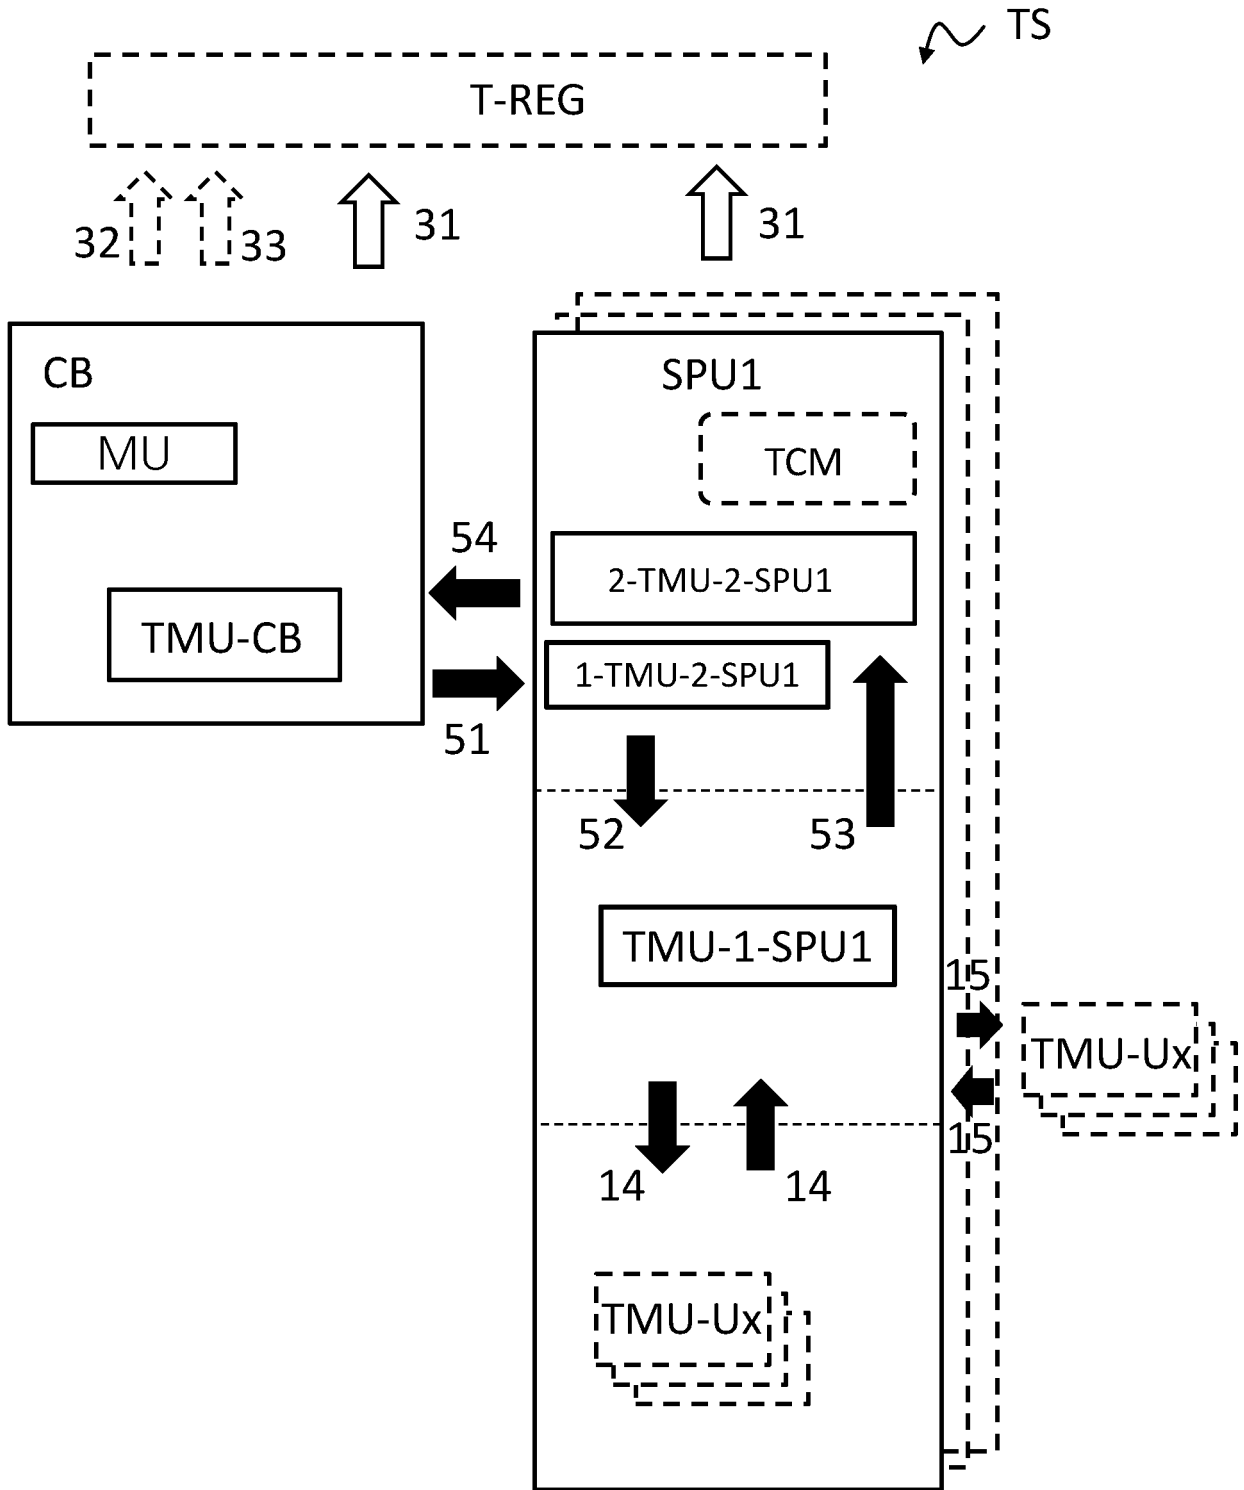 TS
T-REG
32
33
31
31
CB
SPU1
MU
TCM
54
2-TMU-2-SPU1
TMU-CB
1-TMU-2-SPU1
51
52
53
TMU-1-SPU1
15
TMU-Ux
15
14
14
TMU-Ux